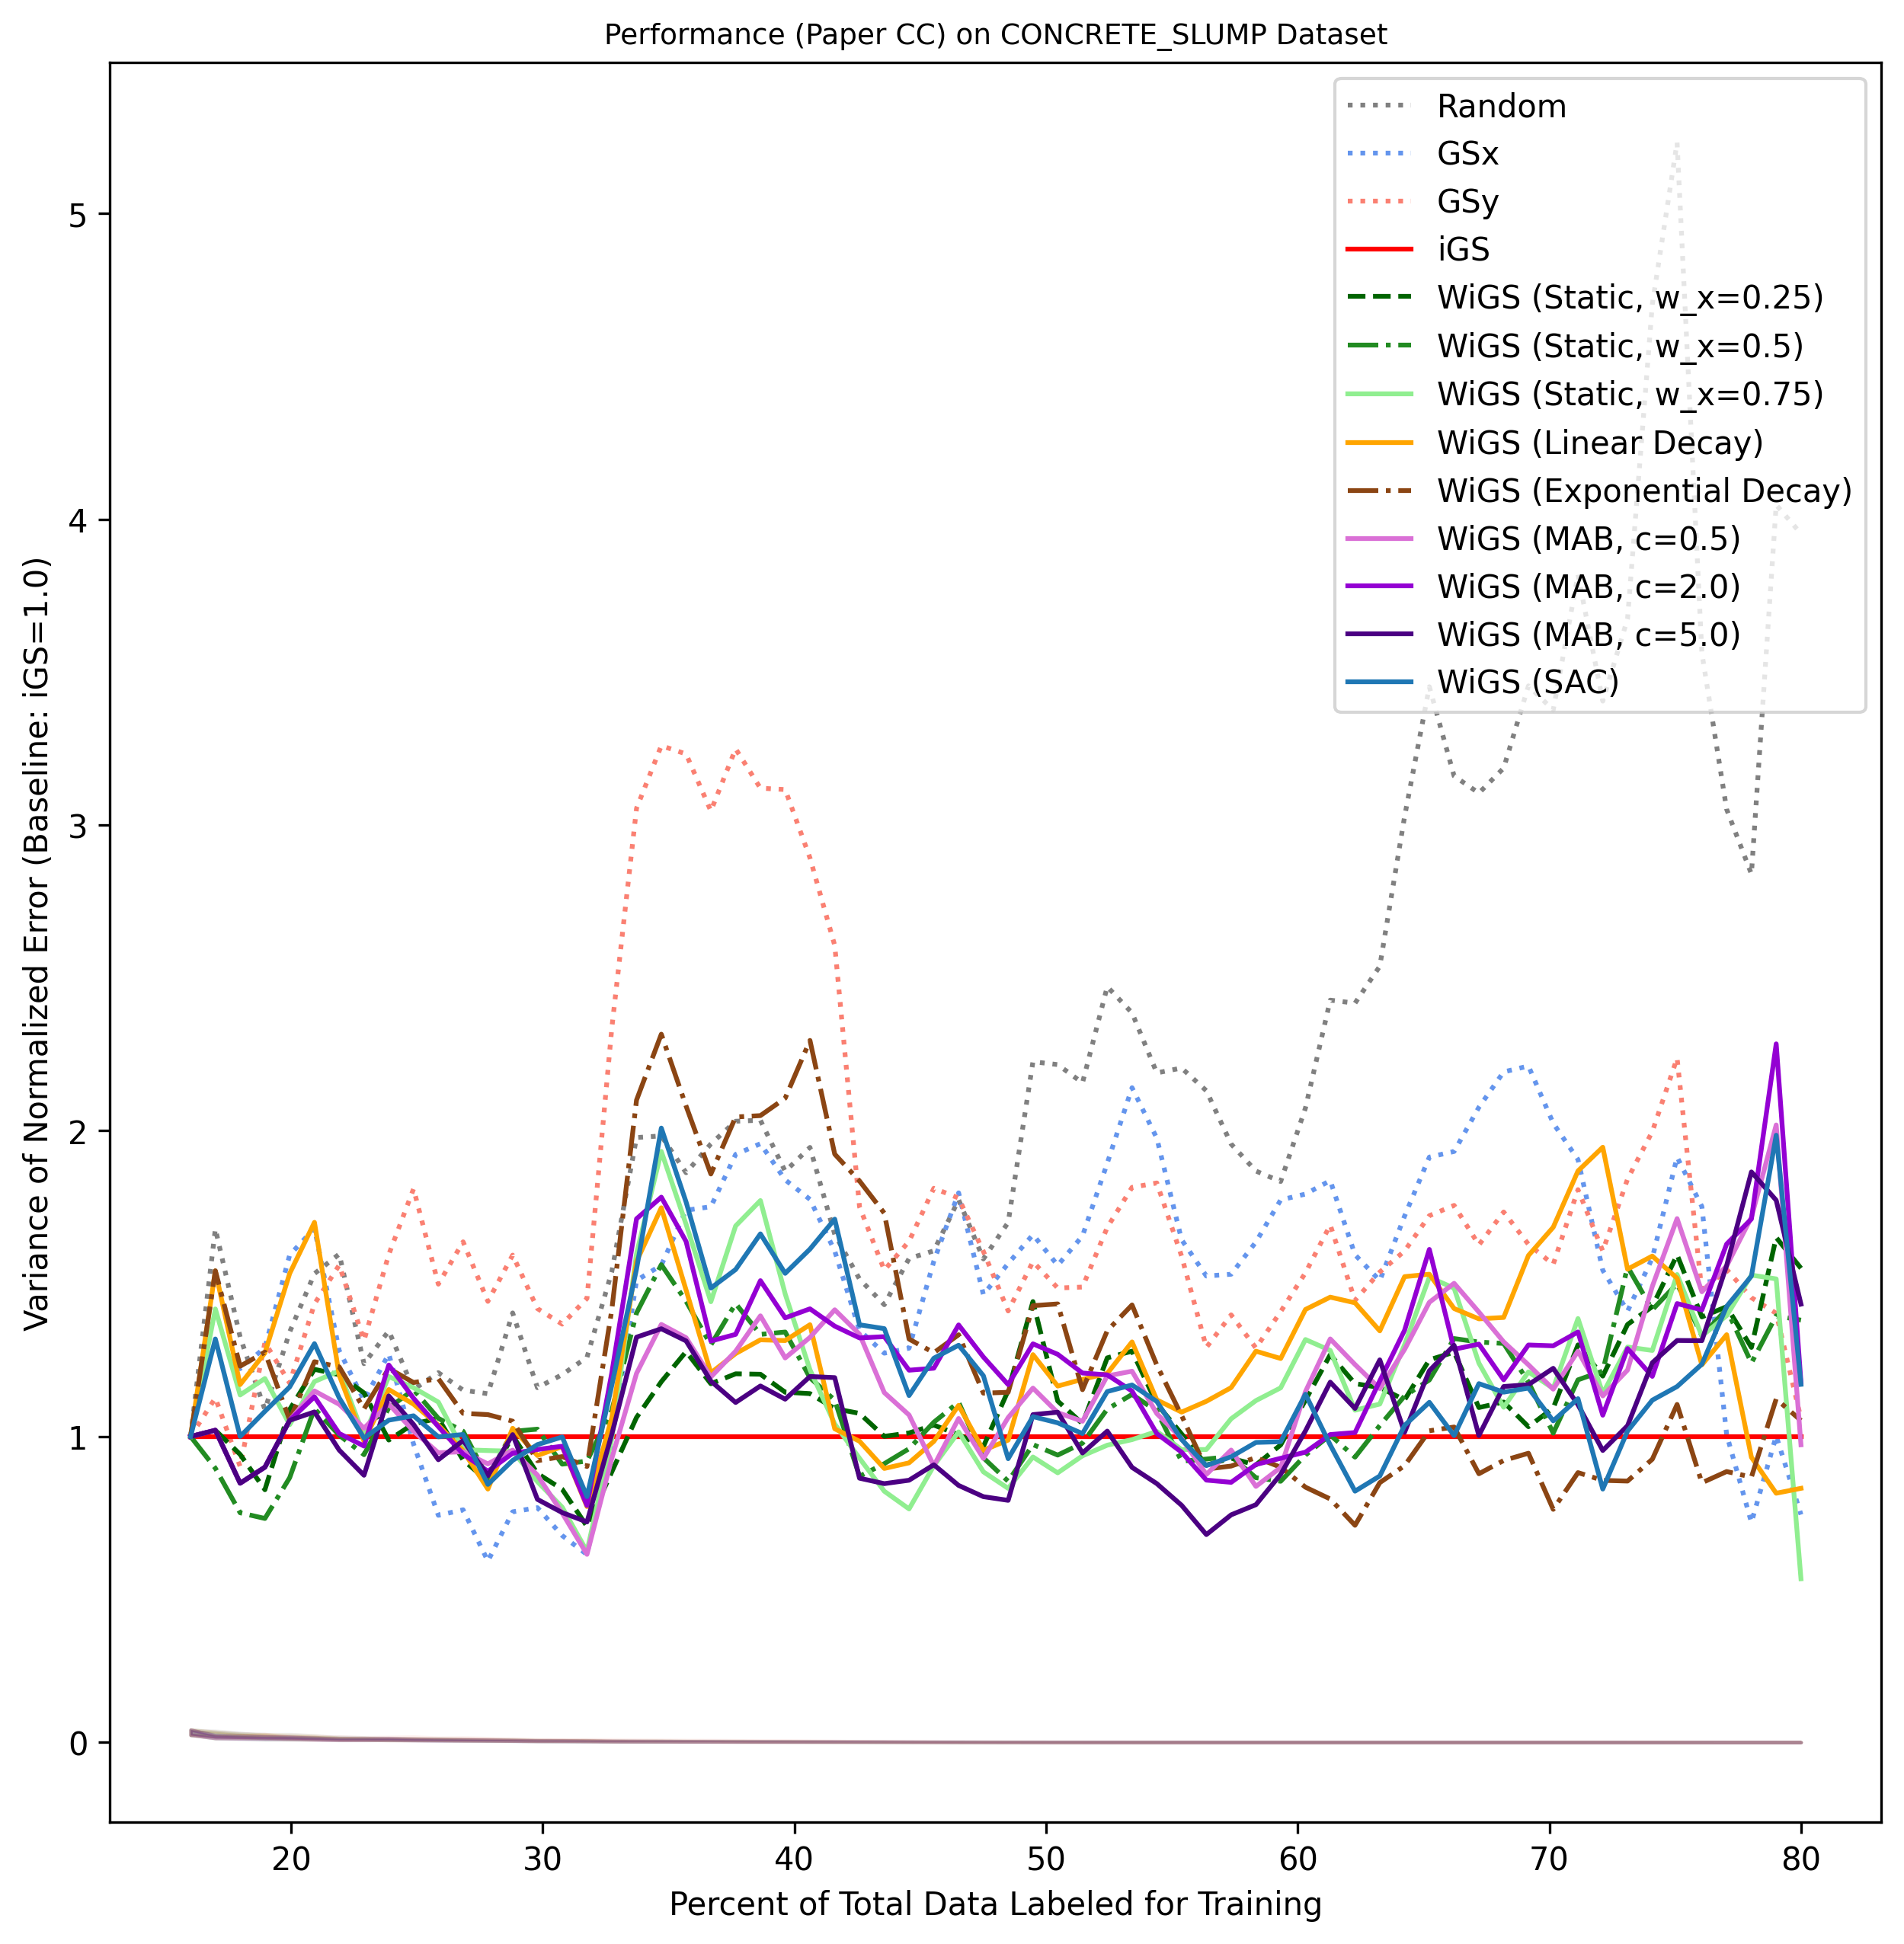 Performance (Paper CC) on CONCRETE_SLUMP Dataset
Variance of Normalized Error (Baseline: iGS=1.0)
5
4
3
2
1
0
Random
GSx
GSy
iGS
WiGS (Static, w_x=0.25)
WiGS (Static, w_x=0.5)
WiGS (Static, w_x=0.75)
WiGS (Linear Decay)
WiGS (Exponential Decay)
WiGS (MAB, c=0.5)
WiGS (MAB, c=2.0)
WiGS (MAB, c=5.0)
WiGS (SAC)
20 30 40 50 60 70 80
Percent of Total Data Labeled for Training